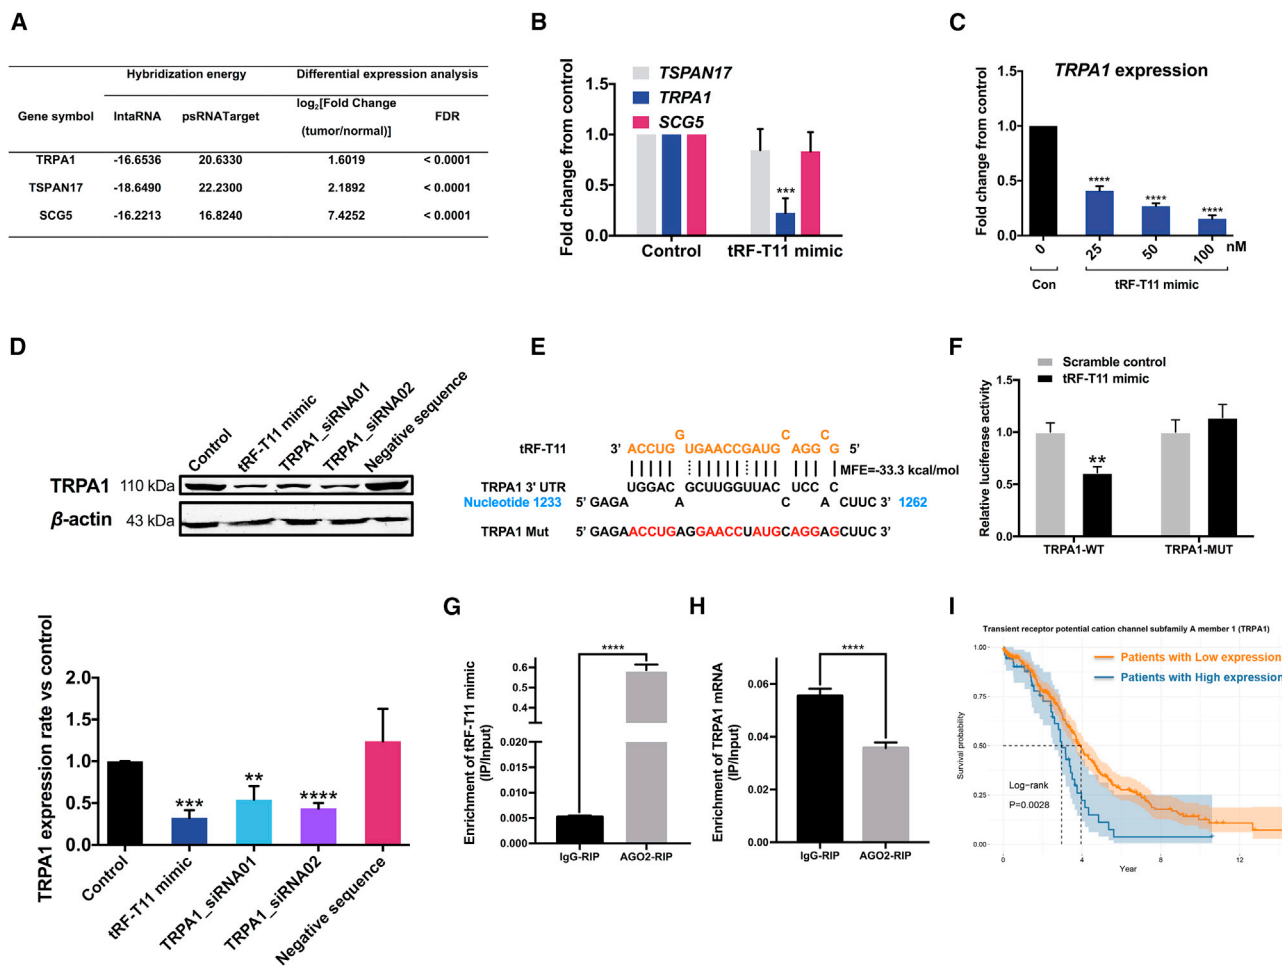 A
Hybridization energy Differential expression analysis
Gene symbol IntaRNA psRNATarget log2[Fold Change (tumor/normal)] FDR
TRPA1 -16.6536 20.6330 1.6019 < 0.0001
TSPAN17 -18.6490 22.2300 2.1892 < 0.0001
SCG5 -16.2213 16.8240 7.4252 < 0.0001
B
Fold change from control
1.5
1.0
0.5
0.0
TSPAN17
TRPA1
SCG5
***
Control tRF-T11 mimic
C
TRPA1 expression
Fold change from control
1.5
1.0
0.5
0.0
****
****
****
0 25 50 100 nM
Con tRF-T11 mimic
D
Control
tRF-T11 mimic
TRPA1_siRNA01
TRPA1_siRNA02
Negative sequence
TRPA1 110 kDa
β-actin 43 kDa
TRPA1 expression rate vs control
2.0
1.5
1.0
0.5
0.0
***
**
****
Control
tRF-T11 mimic
TRPA1_siRNA01
TRPA1_siRNA02
Negative sequence
E
G C C
tRF-T11 3' ACCUG UGAACCGAUG AGG G 5'
MFE=-33.3 kcal/mol
TRPA1 3' UTR UGGAC GCUUGGUUAC UCC C
Nucleotide 1233 5' GAGA A C A CUUC 3' 1262
TRPA1 Mut 5' GAGAACCUGAGGAACCUAUGCAGGAGCUUC 3'
F
Scramble control
tRF-T11 mimic
Relative luciferase activity
1.5
1.0
0.5
0.0
**
TRPA1-WT TRPA1-MUT
G
Enrichment of tRF-T11 mimic
(IP/Input)
0.6
0.5
0.4
0.020
0.015
0.010
0.005
0.000
****
IgG-RIP AGO2-RIP
H
Enrichment of TRPA1 mRNA
(IP/Input)
0.06
0.04
0.02
0.00
****
IgG-RIP AGO2-RIP
I
Transient receptor potential cation channel subfamily A member 1 (TRPA1)
Patients with Low expression
Patients with High expression
Survival probability
1.00
0.75
0.50
0.25
0.00
Log-rank
P=0.0028
0 4 8 12
Year